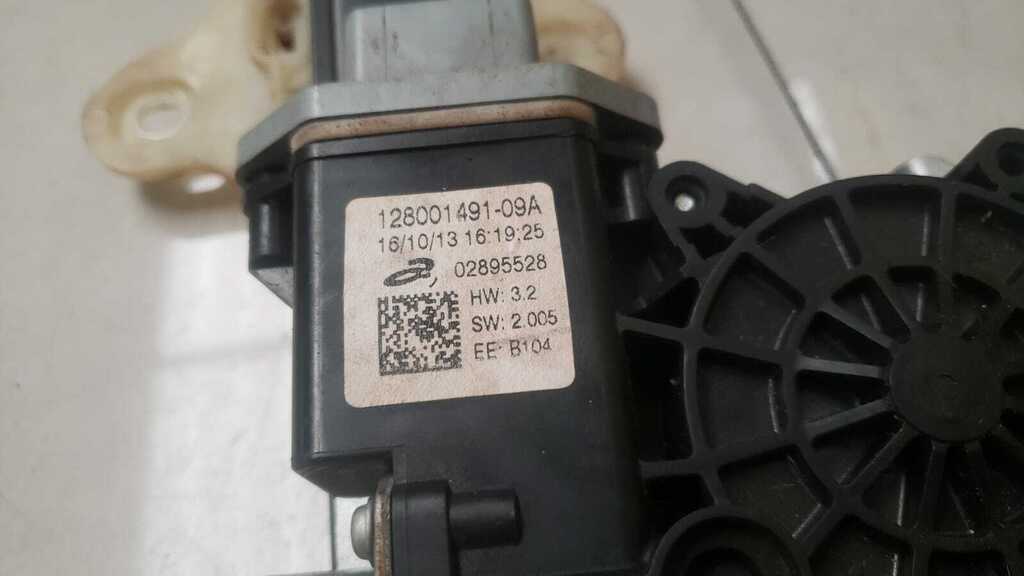 128001491-09A
16/10/13 16:19:25
a, 02895528
HW: 3.2
SW: 2.005
EE: B104